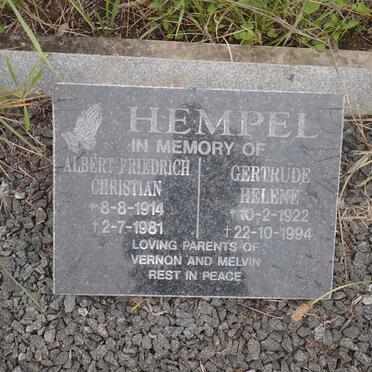 HEMPEL
IN MEMORY OF
ALBERT FRIEDRICH
CHRISTIAN
*8-8-1914
†2-7-1981
GERTRUDE
HELENE
*10-2-1922
†22-10-1994
LOVING PARENTS OF
VERNON AND MELVIN
REST IN PEACE